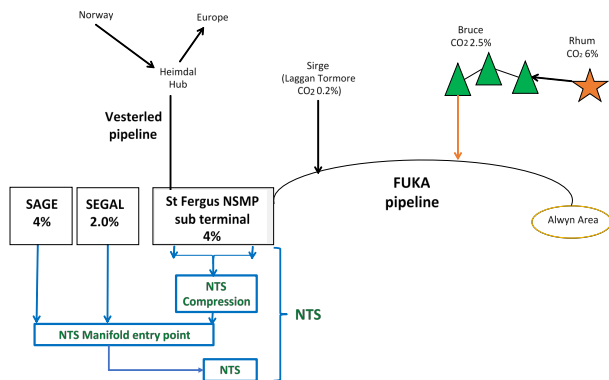 Norway
Europe
Heimdal
Hub
Vesterled
pipeline
Sirge
(Laggan Tormore
CO₂ 0.2%)
Bruce
CO2 2.5%
Rhum
CO₂ 6%
FUKA
pipeline
Alwyn Area
SAGE
4%
SEGAL
2.0%
St Fergus NSMP
sub terminal
4%
NTS
Compression
NTS
NTS Manifold entry point
NTS